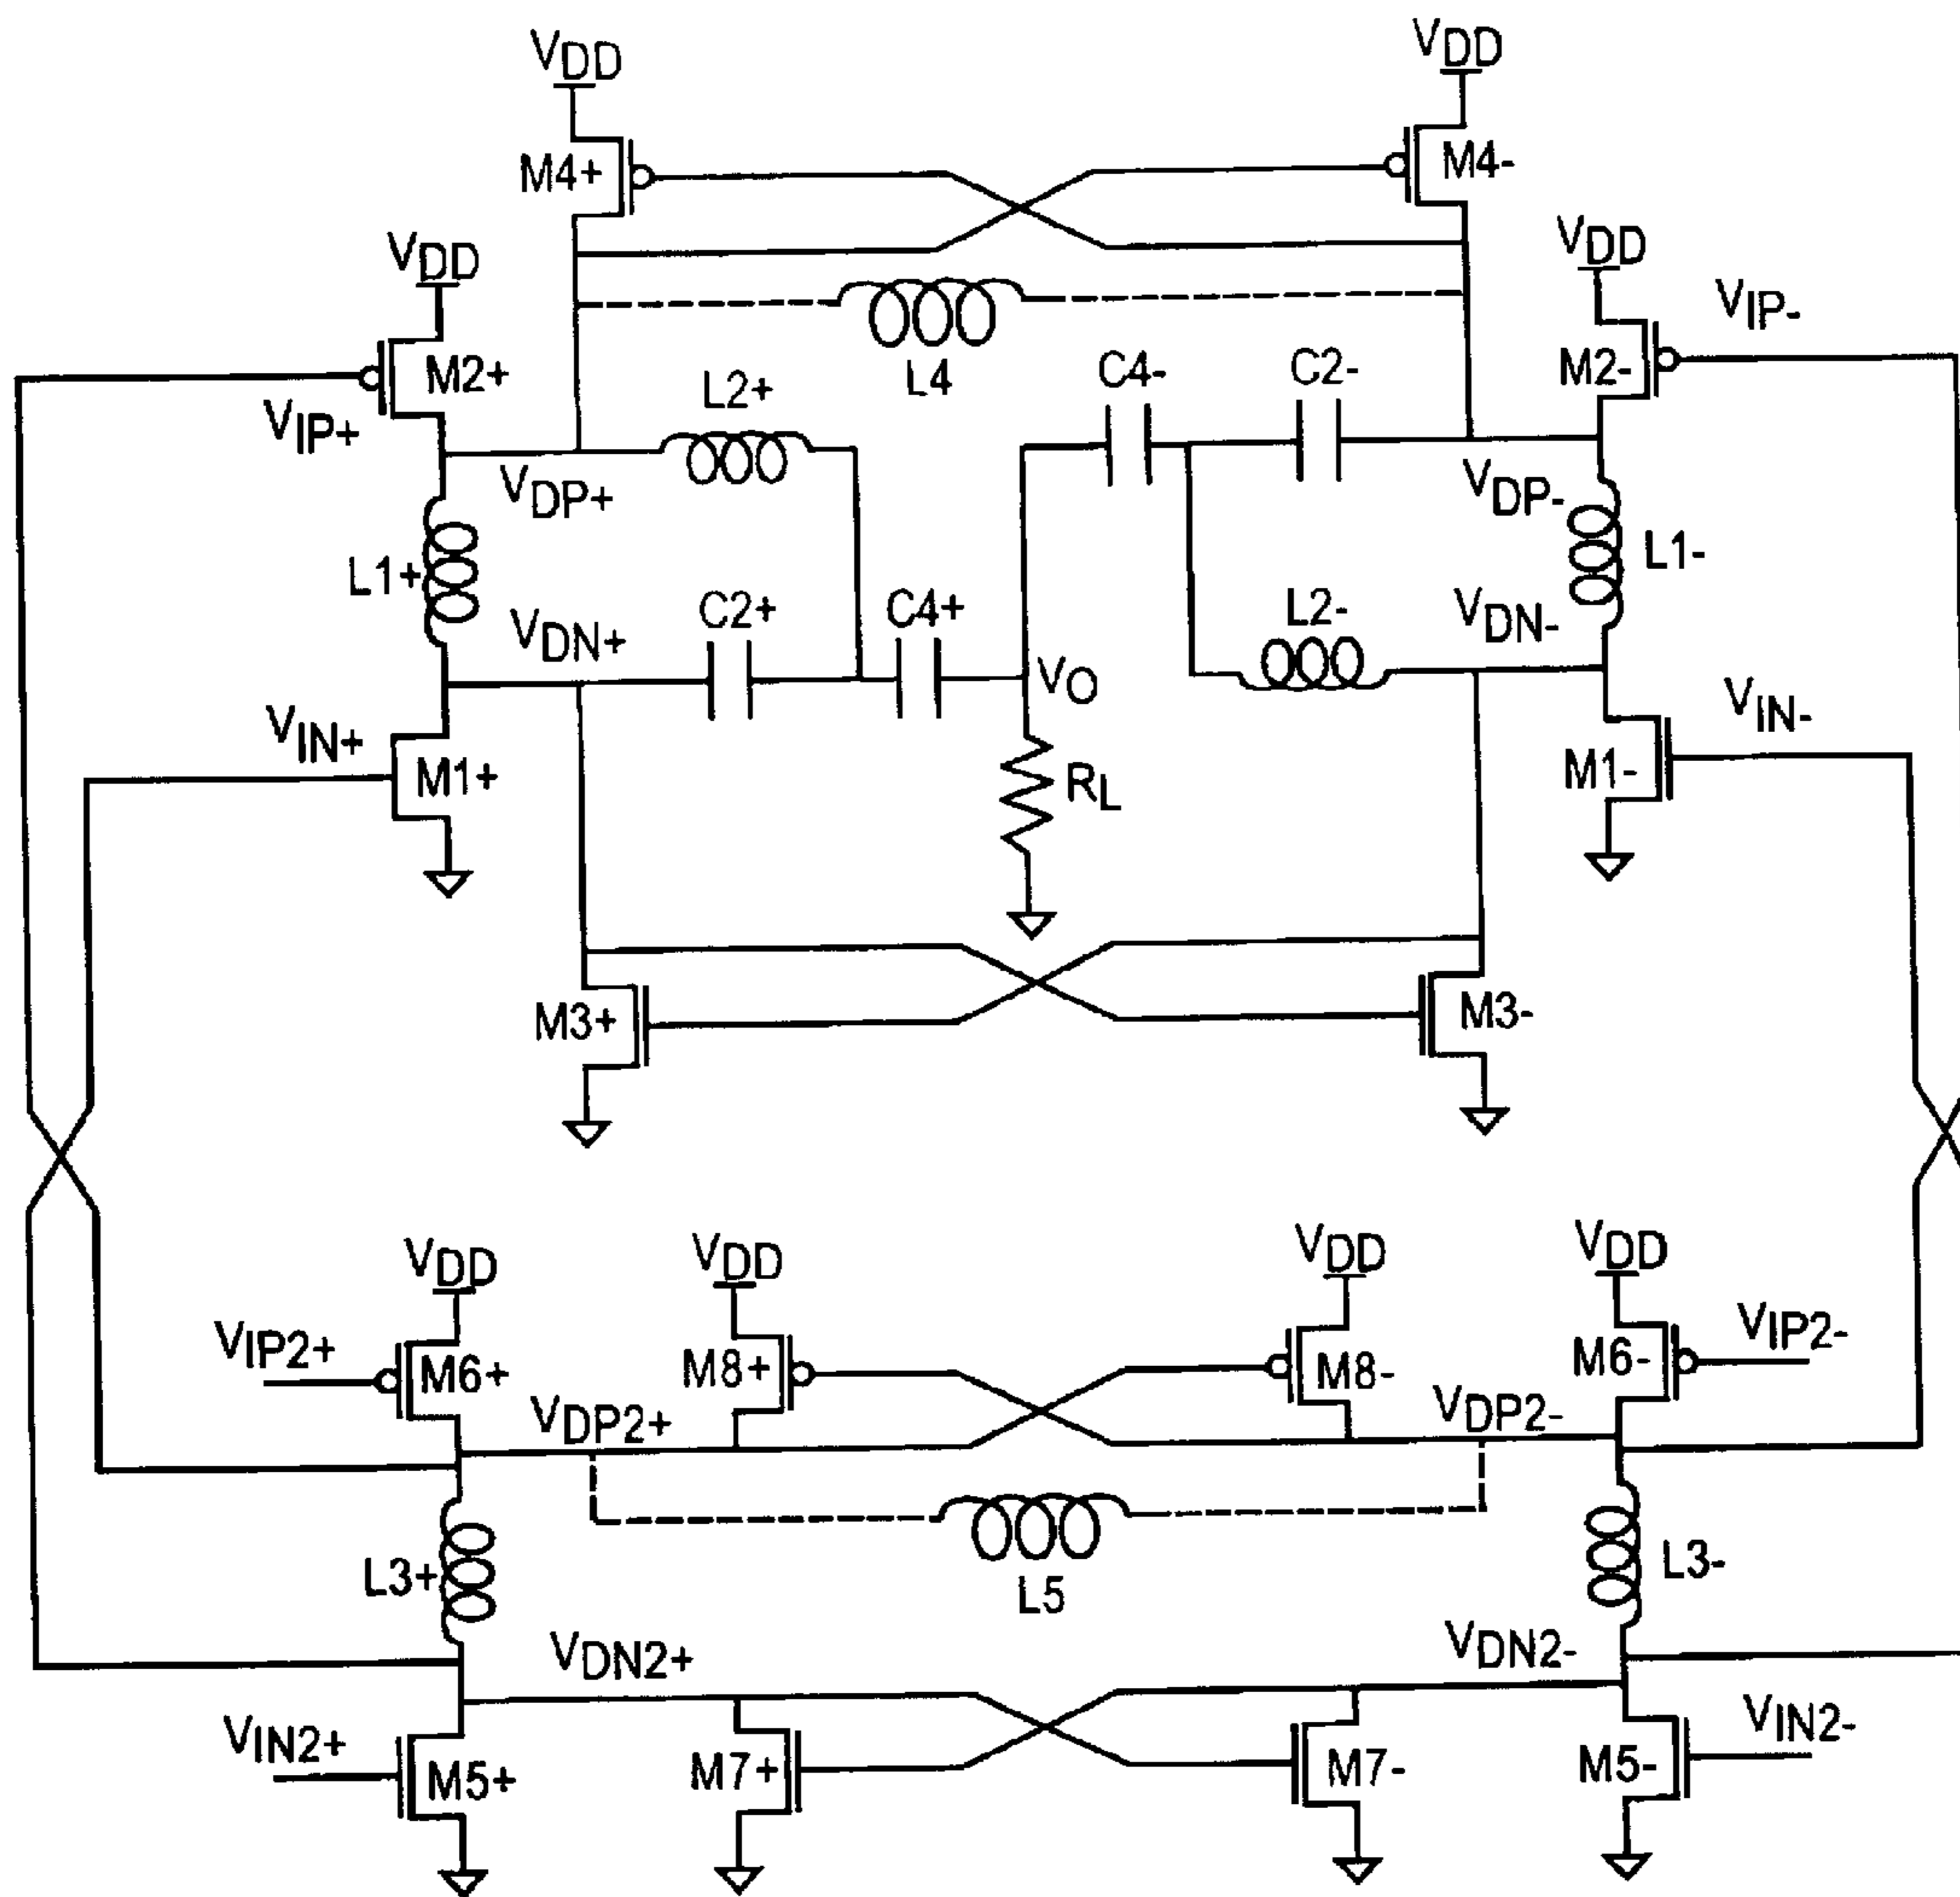 VDD
VDD
M4+
M4-
VDD
VDD
VIP-
M2+
L4
C4-
C2-
M2-
L2+
VIP+
VDP+
VDP-
L1+
L1-
C2+
C4+
L2-
VDN+
VDN-
VO
VIN+
VIN-
M1+
RL
M1-
M3+
M3-
VDD
VDD
VDD
VDD
VIP2+
M6+
M8+
M8-
M6-
VIP2-
VDP2+
VDP2-
L3+
L5
L3-
VDN2+
VDN2-
VIN2+
VIN2-
M5+
M7+
M7-
M5-